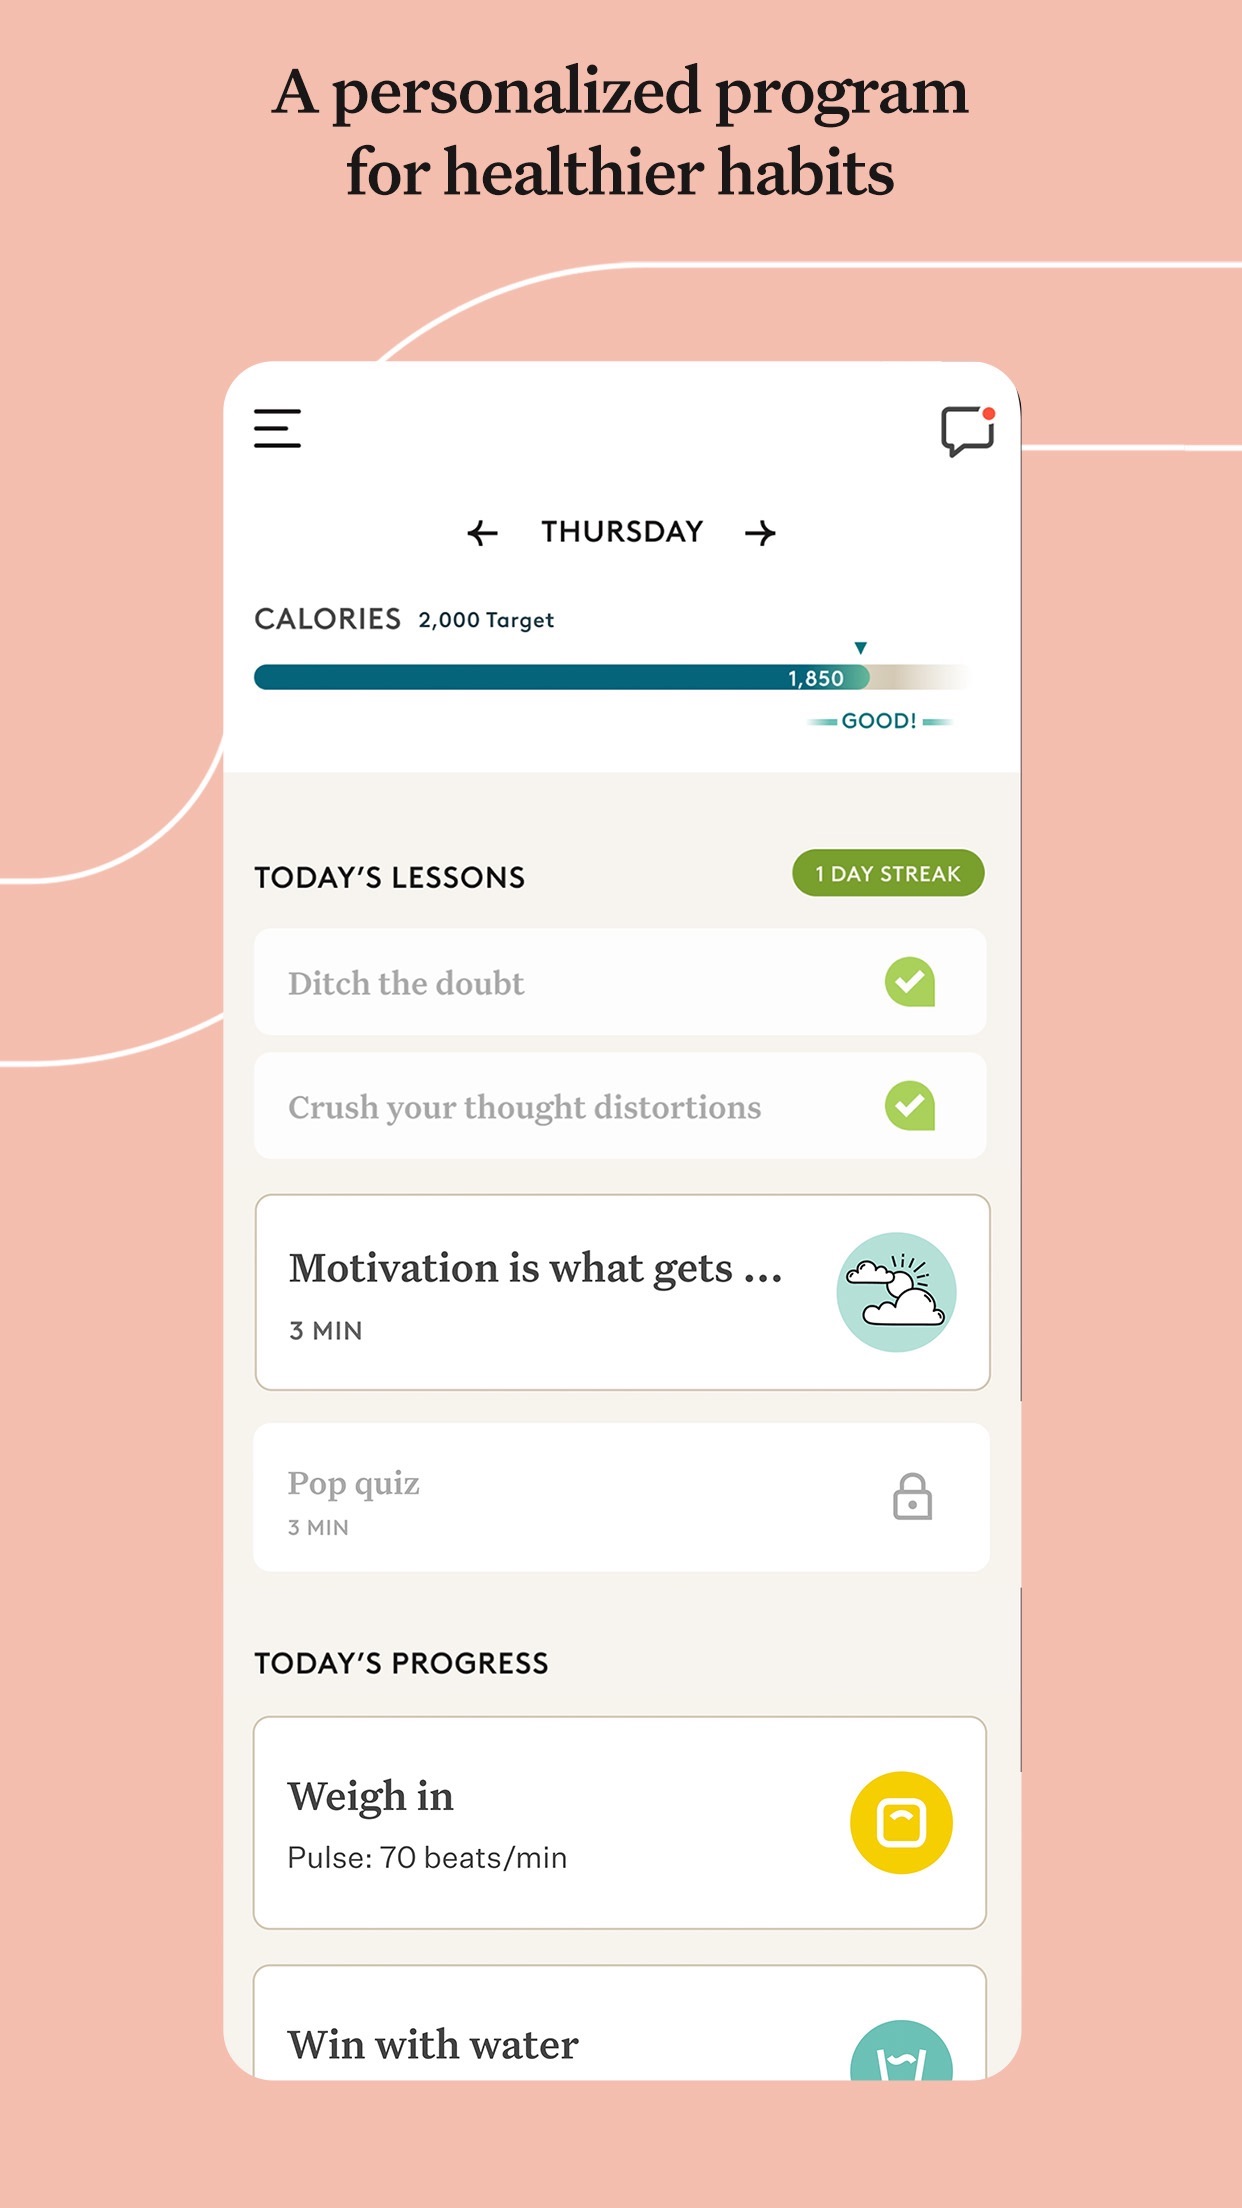 A personalized program
for healthier habits
THURSDAY
CALORIES 2,000 Target
1,850
GOOD!
TODAY’S LESSONS
1 DAY STREAK
Ditch the doubt
Crush your thought distortions
Motivation is what gets ...
3 MIN
Pop quiz
3 MIN
TODAY’S PROGRESS
Weigh in
Pulse: 70 beats/min
Win with water